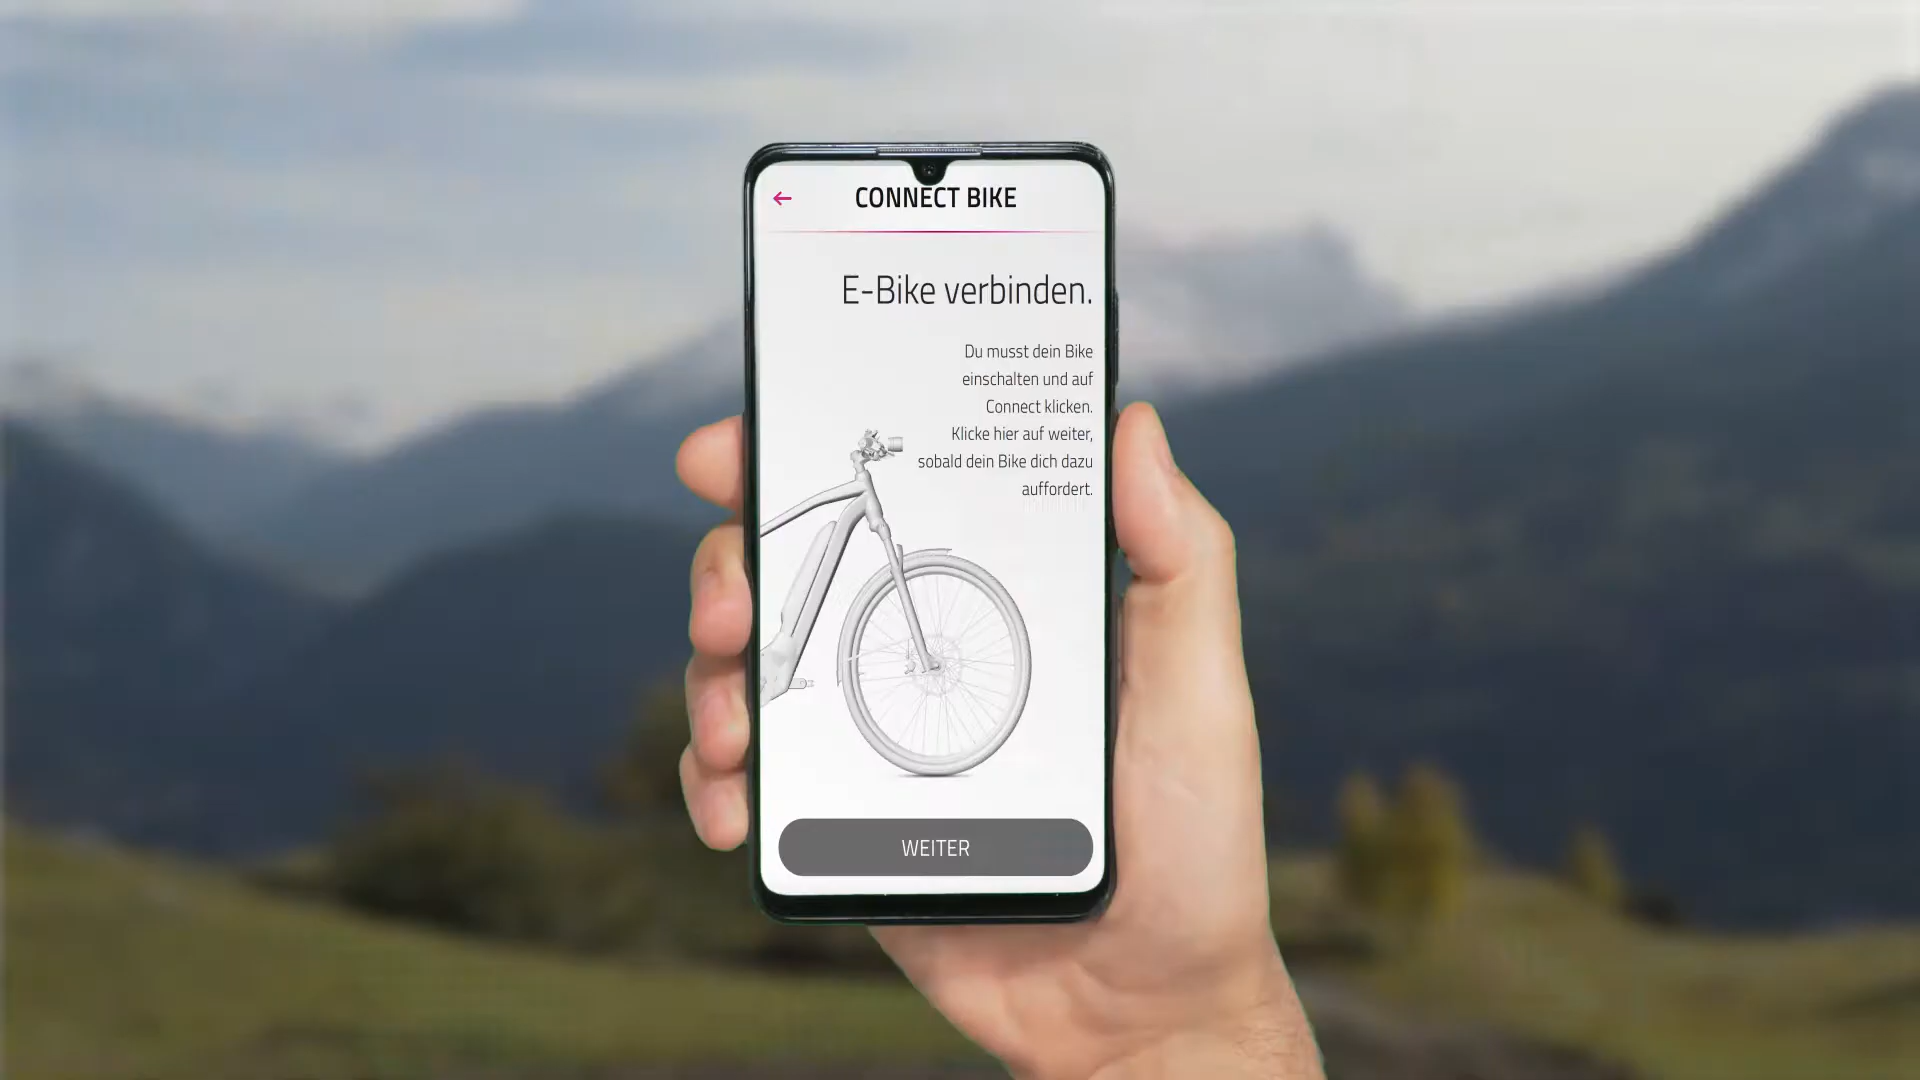 CONNECT BIKE
E-Bike verbinden.
Du musst dein Bike
einschalten und auf
Connect klicken.
Klicke hier auf weiter,
sobald dein Bike dich dazu
auffordert.
WEITER